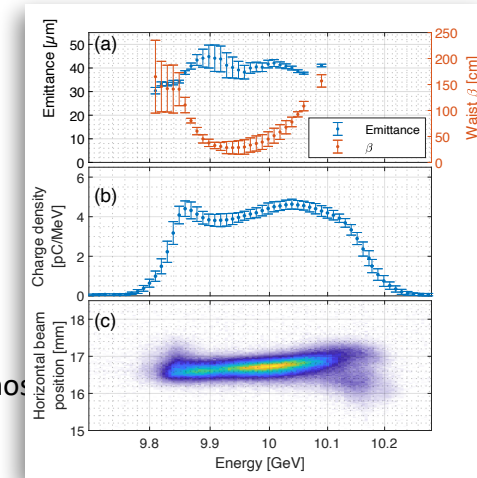 (a)
Emittance [μm]
50
40
30
20
10
0
250
200
150
100
50
0
Waist β [cm]
Emittance
β
(b)
Charge density
[pC/MeV]
6
4
2
0
(c)
Horizontal beam
position [mm]
18
17
16
15
9.8
9.9
10
10.1
10.2
Energy [GeV]